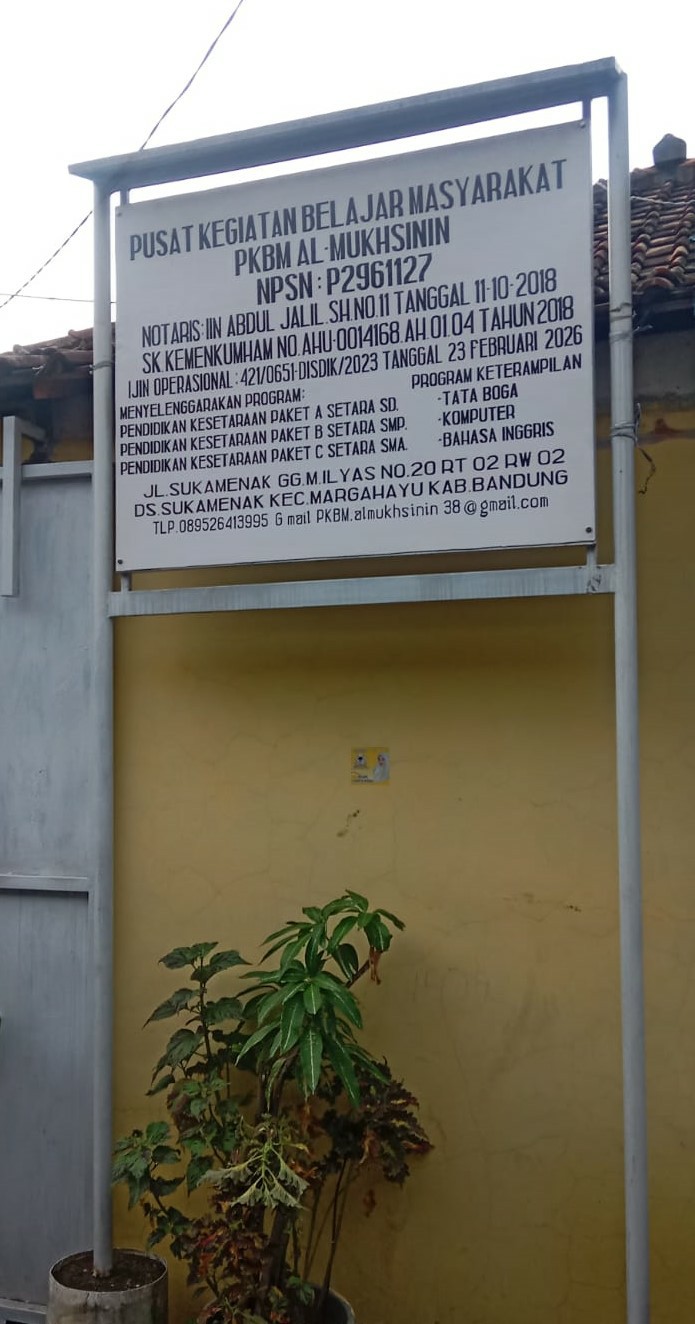 PUSAT KEGIATAN BELAJAR MASYARAKAT
PKBM AL-MUKHSININ
NPSN : P2961127
NOTARIS: IIN ABDUL JALIL.SH.NO.11 TANGGAL 11-10-2018
SK.KEMENKUMHAM NO.AHU-0014168.AH.01.04 TAHUN 2018
IJIN OPERASIONAL : 421/0651-DISDIK/2023 TANGGAL 23 FEBRUARI 2026
MENYELENGGARAKAN PROGRAM:
PENDIDIKAN KESETARAAN PAKET A SETARA SD.
PENDIDIKAN KESETARAAN PAKET B SETARA SMP.
PENDIDIKAN KESETARAAN PAKET C SETARA SMA.
PROGRAM KETERAMPILAN
-TATA BOGA
-KOMPUTER
-BAHASA INGGRIS
JL.SUKAMENAK GG.M.ILYAS NO.20 RT 02 RW 02
DS.SUKAMENAK KEC.MARGAHAYU KAB.BANDUNG
TLP.089526413995 G mail PKBM.almukhsinin 38@gmail.com